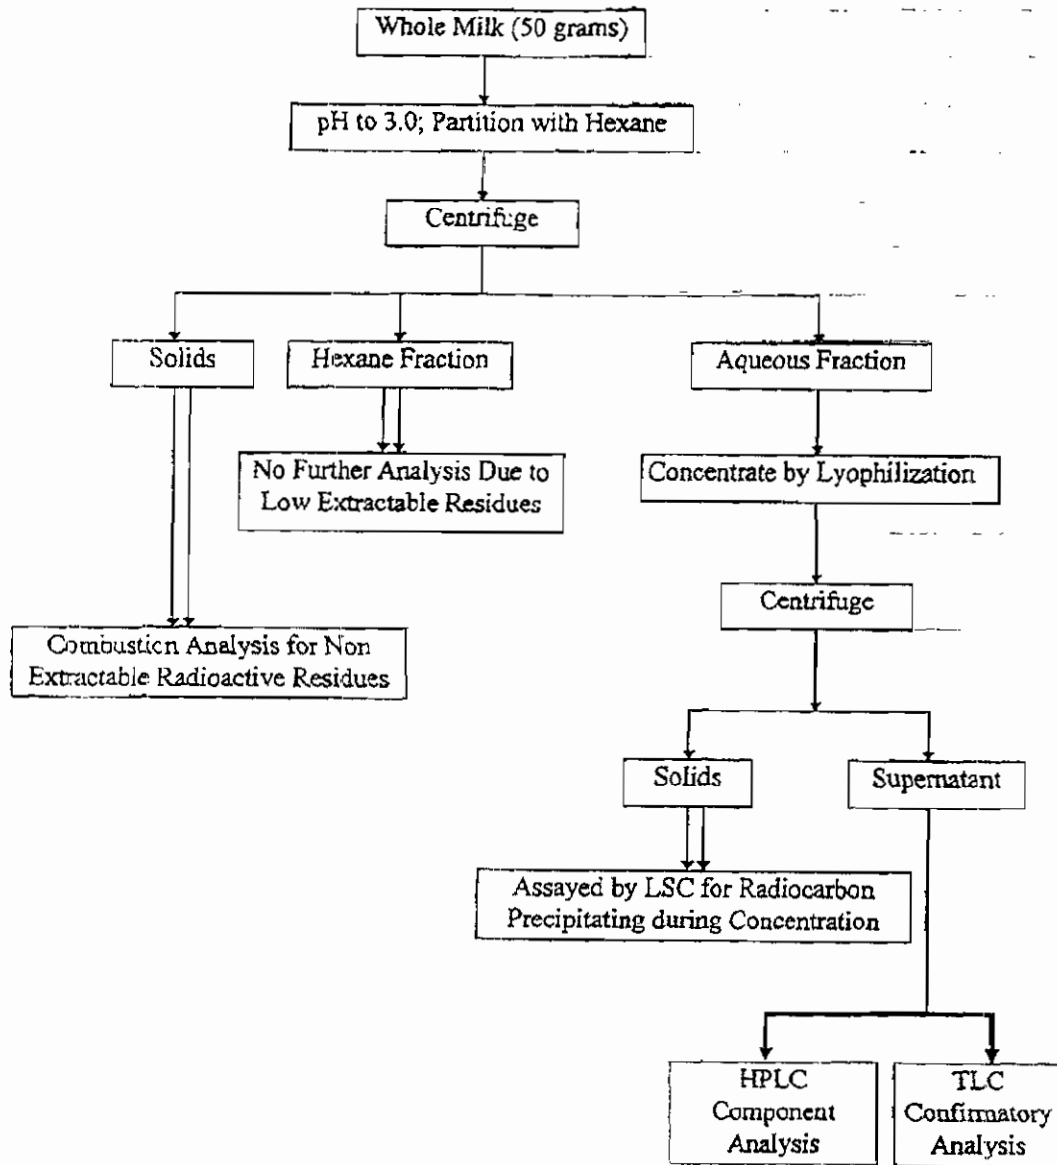 Whole Milk (50 grams)
pH to 3.0; Partition with Hexane
Centrifuge
Solids
Hexane Fraction
Aqueous Fraction
No Further Analysis Due to
Low Extractable Residues
Concentrate by Lyophilization
Centrifuge
Combustion Analysis for Non
Extractable Radioactive Residues
Solids
Supernatant
Assayed by LSC for Radiocarbon
Precipitating during Concentration
HPLC
Component
Analysis
TLC
Confirmatory
Analysis